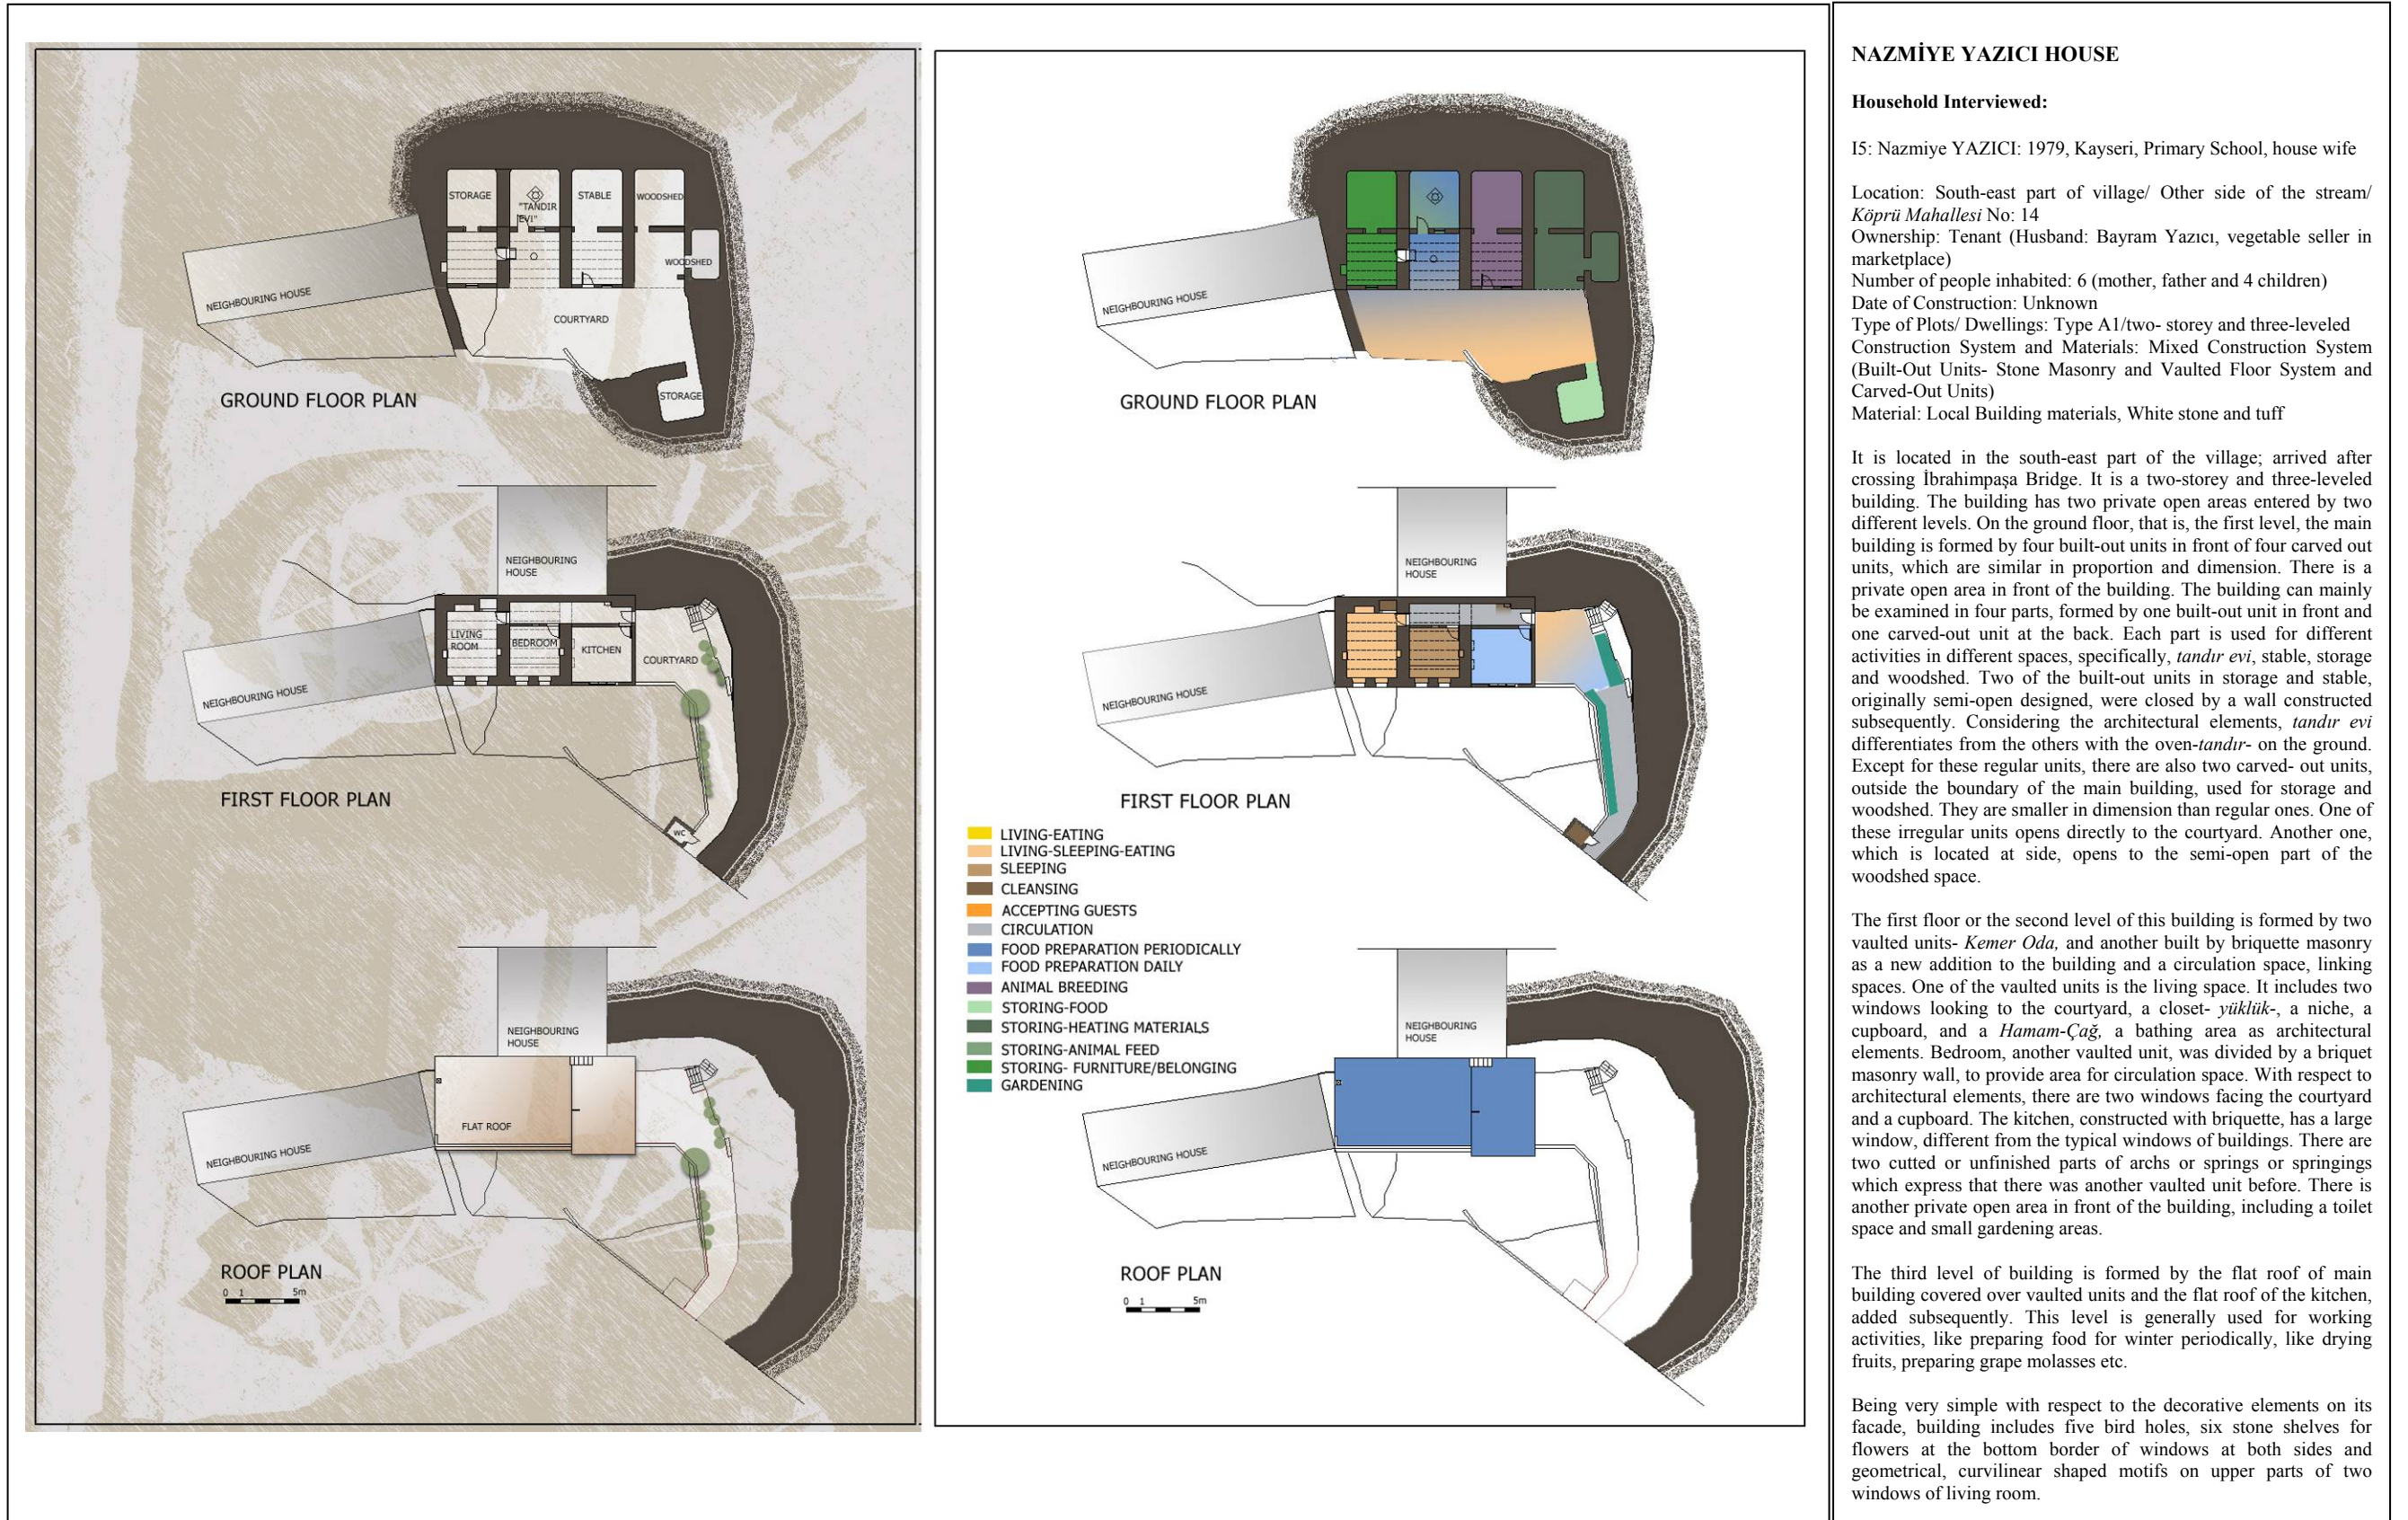 STORAGE
"TANDIR
EVI"
STABLE
WOODSHED
WOODSHED
NEIGHBOURING HOUSE
COURTYARD
STORAGE
GROUND FLOOR PLAN
NEIGHBOURING
HOUSE
LIVING
ROOM
BEDROOM
KITCHEN
COURTYARD
NEIGHBOURING HOUSE
FIRST FLOOR PLAN
WC
NEIGHBOURING
HOUSE
FLAT ROOF
NEIGHBOURING HOUSE
ROOF PLAN
0 1 5m
NEIGHBOURING HOUSE
GROUND FLOOR PLAN
NEIGHBOURING
HOUSE
NEIGHBOURING HOUSE
FIRST FLOOR PLAN
LIVING-EATING
LIVING-SLEEPING-EATING
SLEEPING
CLEANSING
ACCEPTING GUESTS
CIRCULATION
FOOD PREPARATION PERIODICALLY
FOOD PREPARATION DAILY
ANIMAL BREEDING
STORING-FOOD
STORING-HEATING MATERIALS
STORING-ANIMAL FEED
STORING- FURNITURE/BELONGING
GARDENING
NEIGHBOURING
HOUSE
NEIGHBOURING HOUSE
ROOF PLAN
0 1 5m
NAZMİYE YAZICI HOUSE
Household Interviewed:
I5: Nazmiye YAZICI: 1979, Kayseri, Primary School, house wife
Location: South-east part of village/ Other side of the stream/
Köprü Mahallesi No: 14
Ownership: Tenant (Husband: Bayram Yazıcı, vegetable seller in
marketplace)
Number of people inhabited: 6 (mother, father and 4 children)
Date of Construction: Unknown
Type of Plots/ Dwellings: Type A1/two- storey and three-leveled
Construction System and Materials: Mixed Construction System
(Built-Out Units- Stone Masonry and Vaulted Floor System and
Carved-Out Units)
Material: Local Building materials, White stone and tuff
It is located in the south-east part of the village; arrived after
crossing İbrahimpaşa Bridge. It is a two-storey and three-leveled
building. The building has two private open areas entered by two
different levels. On the ground floor, that is, the first level, the main
building is formed by four built-out units in front of four carved out
units, which are similar in proportion and dimension. There is a
private open area in front of the building. The building can mainly
be examined in four parts, formed by one built-out unit in front and
one carved-out unit at the back. Each part is used for different
activities in different spaces, specifically, tandır evi, stable, storage
and woodshed. Two of the built-out units in storage and stable,
originally semi-open designed, were closed by a wall constructed
subsequently. Considering the architectural elements, tandır evi
differentiates from the others with the oven-tandır- on the ground.
Except for these regular units, there are also two carved- out units,
outside the boundary of the main building, used for storage and
woodshed. They are smaller in dimension than regular ones. One of
these irregular units opens directly to the courtyard. Another one,
which is located at side, opens to the semi-open part of the
woodshed space.
The first floor or the second level of this building is formed by two
vaulted units- Kemer Oda, and another built by briquette masonry
as a new addition to the building and a circulation space, linking
spaces. One of the vaulted units is the living space. It includes two
windows looking to the courtyard, a closet- yüklük-, a niche, a
cupboard, and a Hamam-Çağ, a bathing area as architectural
elements. Bedroom, another vaulted unit, was divided by a briquet
masonry wall, to provide area for circulation space. With respect to
architectural elements, there are two windows facing the courtyard
and a cupboard. The kitchen, constructed with briquette, has a large
window, different from the typical windows of buildings. There are
two cutted or unfinished parts of archs or springs or springings
which express that there was another vaulted unit before. There is
another private open area in front of the building, including a toilet
space and small gardening areas.
The third level of building is formed by the flat roof of main
building covered over vaulted units and the flat roof of the kitchen,
added subsequently. This level is generally used for working
activities, like preparing food for winter periodically, like drying
fruits, preparing grape molasses etc.
Being very simple with respect to the decorative elements on its
facade, building includes five bird holes, six stone shelves for
flowers at the bottom border of windows at both sides and
geometrical, curvilinear shaped motifs on upper parts of two
windows of living room.